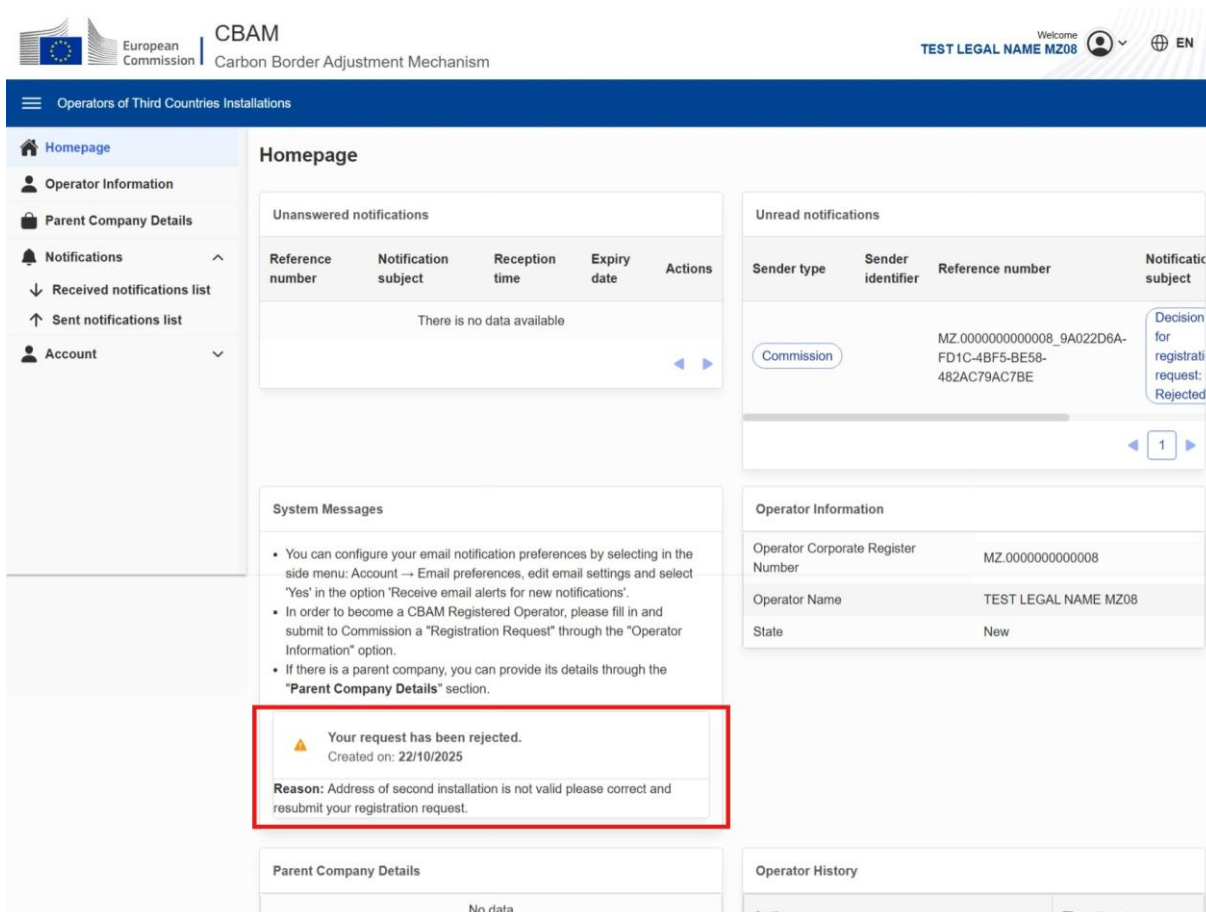 European
Commission
CBAM
Carbon Border Adjustment Mechanism
Welcome
TEST LEGAL NAME MZ08
EN
Operators of Third Countries Installations
Homepage
Operator Information
Parent Company Details
Notifications
Received notifications list
Sent notifications list
Account
Homepage
Unanswered notifications
Reference number
Notification subject
Reception time
Expiry date
Actions
There is no data available
Unread notifications
Sender type
Sender identifier
Reference number
Notificatio
subject
Commission
MZ.0000000000008_9A022D6A-
FD1C-4BF5-BE58-
482AC79AC7BE
Decision
for
registrati
request:
Rejected
1
System Messages
• You can configure your email notification preferences by selecting in the
side menu: Account → Email preferences, edit email settings and select
'Yes' in the option 'Receive email alerts for new notifications'.
• In order to become a CBAM Registered Operator, please fill in and
submit to Commission a "Registration Request" through the "Operator
Information" option.
• If there is a parent company, you can provide its details through the
"Parent Company Details" section.
Your request has been rejected.
Created on: 22/10/2025
Reason: Address of second installation is not valid please correct and
resubmit your registration request.
Operator Information
Operator Corporate Register
Number
MZ.0000000000008
Operator Name
TEST LEGAL NAME MZ08
State
New
Parent Company Details
No data
Operator History